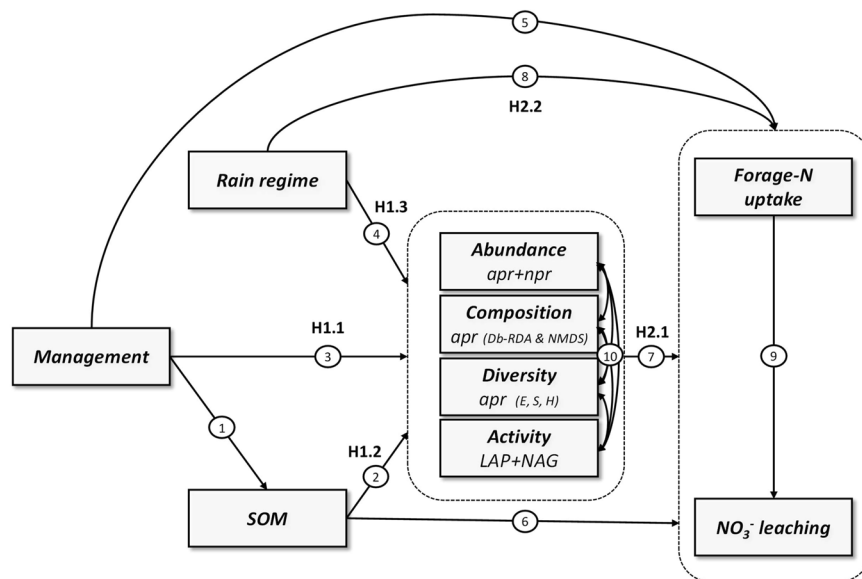 5
8
H2.2
Rain regime
Forage-N
uptake
H1.3
4
Abundance
apr+npr
Composition
apr (Db-RDA & NMDS)
Management
H1.1
3
10
H2.1
7
9
Diversity
apr (E, S, H)
1
Activity
LAP+NAG
H1.2
2
SOM
6
NO₃⁻ leaching